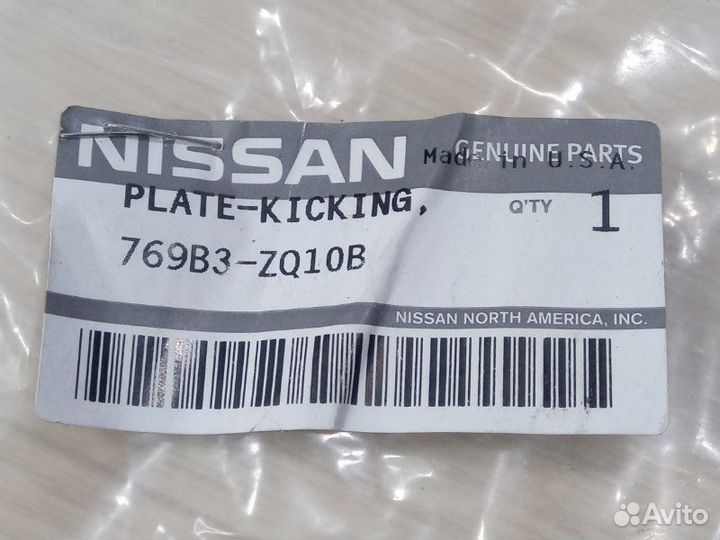 NISSAN GENUINE PARTS
Made in U.S.A.
PLATE-KICKING, Q'TY 1
769B3-ZQ10B
NISSAN NORTH AMERICA, INC.
Avito